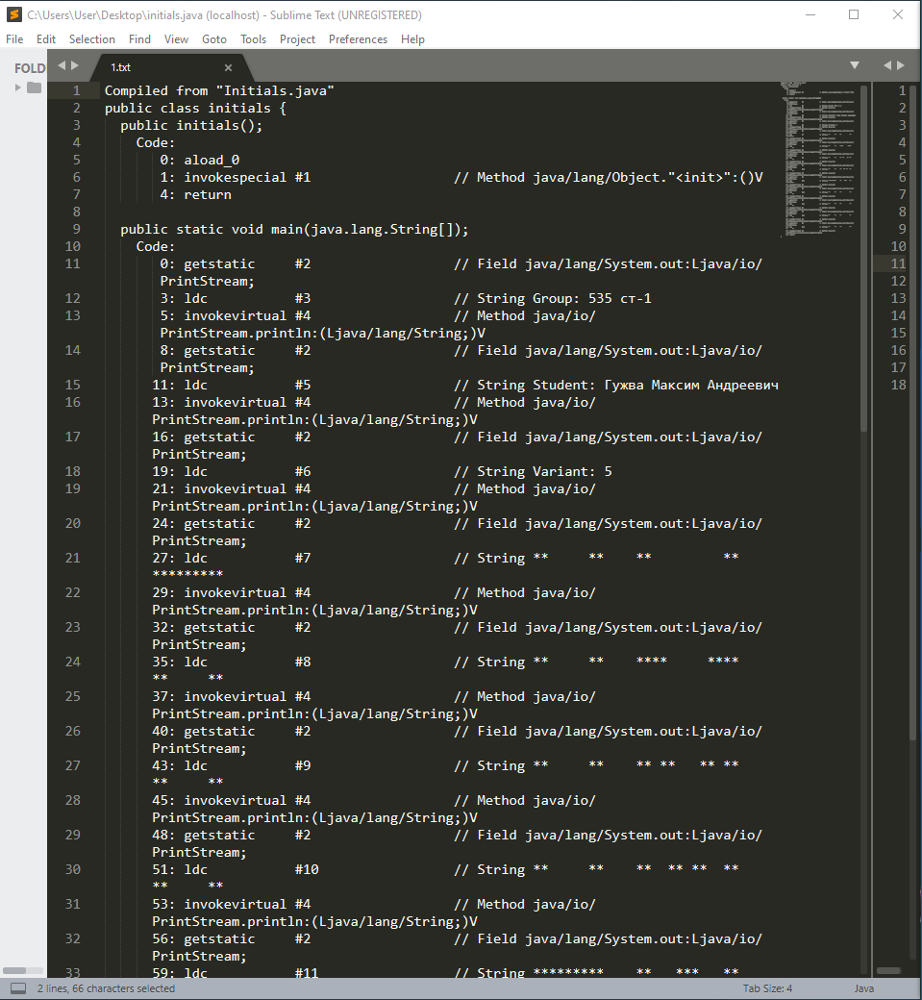 C:\Users\User\Desktop\initials.java (localhost) - Sublime Text (UNREGISTERED)
File Edit Selection Find View Goto Tools Project Preferences Help
FOLD
1.txt
1 Compiled from "Initials.java"
2 public class initials {
3 public initials();
4 Code:
5 0: aload_0
6 1: invokespecial #1 // Method java/lang/Object."<init>":()V
7 4: return
8
9 public static void main(java.lang.String[]);
10 Code:
11 0: getstatic #2 // Field java/lang/System.out:Ljava/io/
PrintStream;
12 3: ldc #3 // String Group: 535 ст-1
13 5: invokevirtual #4 // Method java/io/
PrintStream.println:(Ljava/lang/String;)V
14 8: getstatic #2 // Field java/lang/System.out:Ljava/io/
PrintStream;
15 11: ldc #5 // String Student: Гужва Максим Андреевич
16 13: invokevirtual #4 // Method java/io/
PrintStream.println:(Ljava/lang/String;)V
17 16: getstatic #2 // Field java/lang/System.out:Ljava/io/
PrintStream;
18 19: ldc #6 // String Variant: 5
19 21: invokevirtual #4 // Method java/io/
PrintStream.println:(Ljava/lang/String;)V
20 24: getstatic #2 // Field java/lang/System.out:Ljava/io/
PrintStream;
21 27: ldc #7 // String ** ** ** **
*********
22 29: invokevirtual #4 // Method java/io/
PrintStream.println:(Ljava/lang/String;)V
23 32: getstatic #2 // Field java/lang/System.out:Ljava/io/
PrintStream;
24 35: ldc #8 // String ** ** **** ****
** **
25 37: invokevirtual #4 // Method java/io/
PrintStream.println:(Ljava/lang/String;)V
26 40: getstatic #2 // Field java/lang/System.out:Ljava/io/
PrintStream;
27 43: ldc #9 // String ** ** ** ** ** **
** **
28 45: invokevirtual #4 // Method java/io/
PrintStream.println:(Ljava/lang/String;)V
29 48: getstatic #2 // Field java/lang/System.out:Ljava/io/
PrintStream;
30 51: ldc #10 // String ** ** ** ** ** **
** **
31 53: invokevirtual #4 // Method java/io/
PrintStream.println:(Ljava/lang/String;)V
32 56: getstatic #2 // Field java/lang/System.out:Ljava/io/
PrintStream;
33 59: ldc #11 // String ********* ** *** **
1
2
3
4
5
6
7
8
9
10
11
12
13
14
15
16
17
18
2 lines, 66 characters selected Tab Size: 4 Java